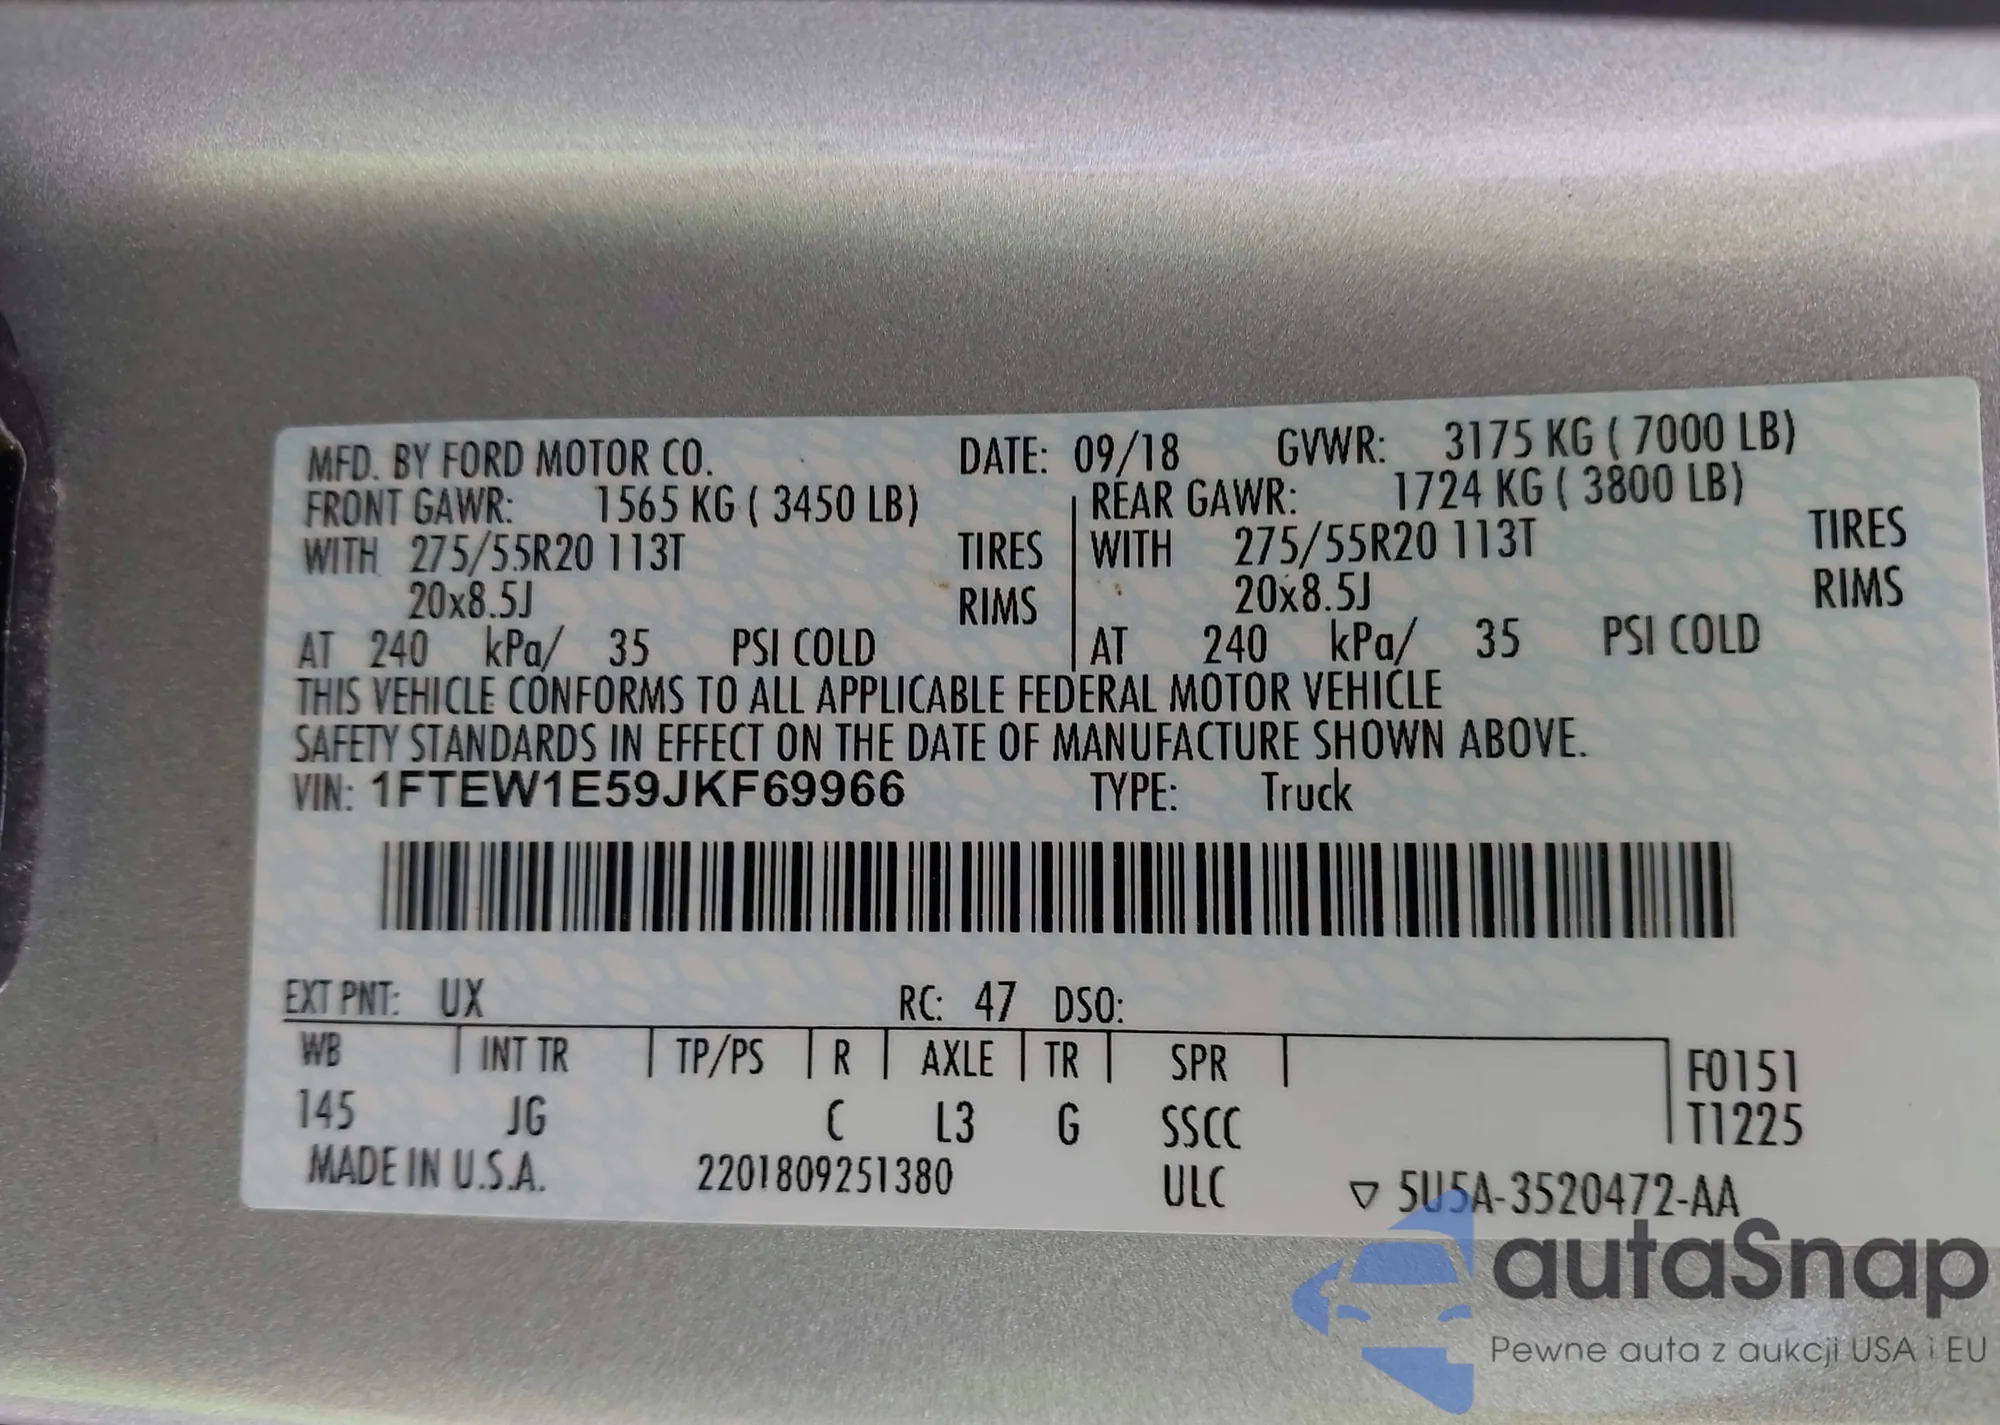 MFD. BY FORD MOTOR CO. DATE: 09/18 GVWR: 3175 KG ( 7000 LB)
FRONT GAWR: 1565 KG ( 3450 LB) REAR GAWR: 1724 KG ( 3800 LB)
WITH 275/55R20 113T TIRES WITH 275/55R20 113T TIRES
20x8.5J RIMS 20x8.5J RIMS
AT 240 kPa/ 35 PSI COLD AT 240 kPa/ 35 PSI COLD
THIS VEHICLE CONFORMS TO ALL APPLICABLE FEDERAL MOTOR VEHICLE
SAFETY STANDARDS IN EFFECT ON THE DATE OF MANUFACTURE SHOWN ABOVE.
VIN: 1FTEW1E59JKF69966 TYPE: Truck
EXT PNT: UX RC: 47 DSO:
WB INT TR TP/PS R AXLE TR SPR F0151
145 JG C L3 G SSCC T1225
MADE IN U.S.A. 2201809251380 ULC ▽ 5U5A-3520472-AA
autaSnap
Pewne auta z aukcji USA i EU